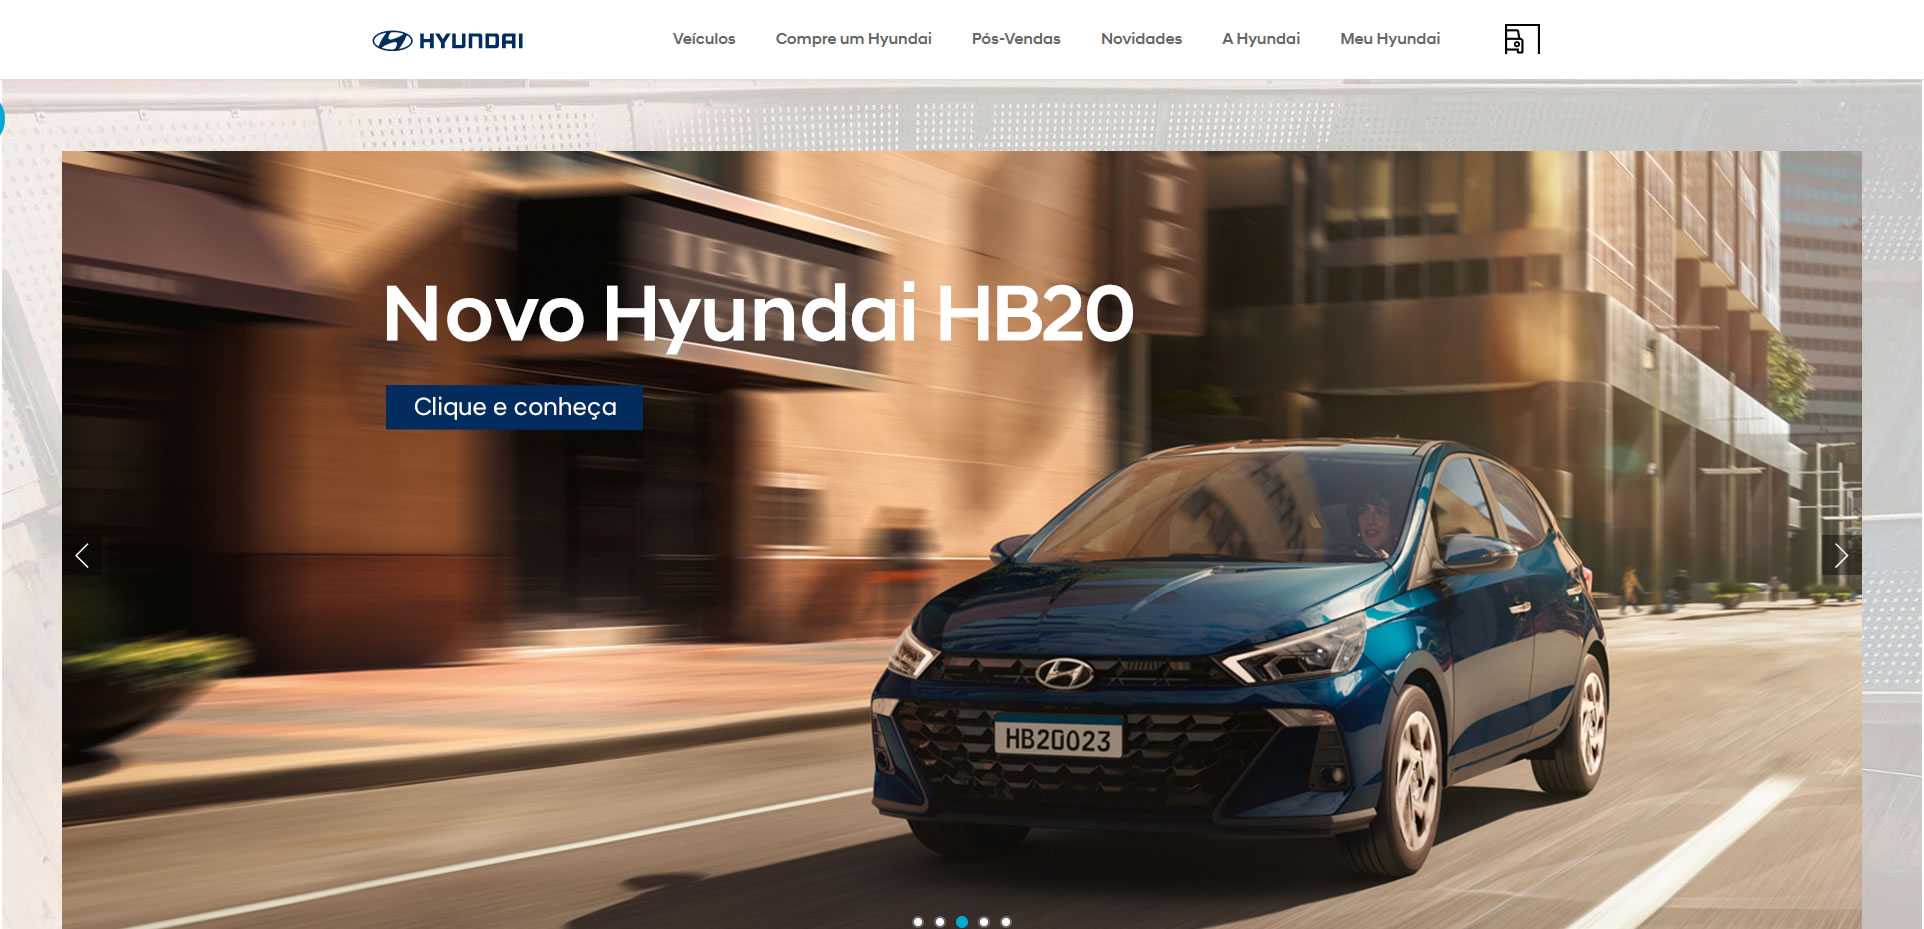 HYUNDAI
Veículos
Compre um Hyundai
Pós-Vendas
Novidades
A Hyundai
Meu Hyundai
Novo Hyundai HB20
Clique e conheça
HB20023